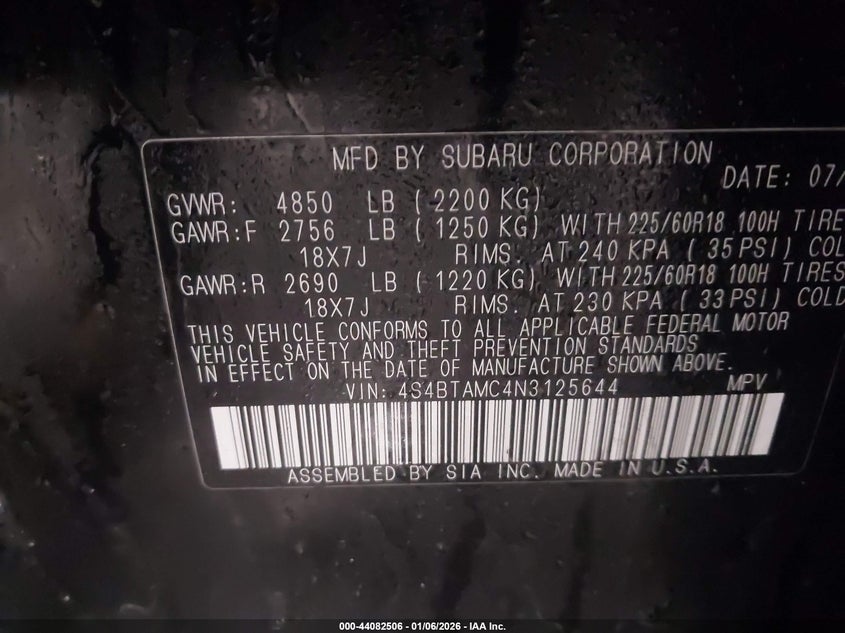 MFD BY SUBARU CORPORATION
DATE: 07/
GVWR: 4850 LB ( 2200 KG)
GAWR:F 2756 LB ( 1250 KG) WITH 225/60R18 100H TIRE
18X7J RIMS. AT 240 KPA ( 35 PSI) COL
GAWR:R 2690 LB ( 1220 KG) WITH 225/60R18 100H TIRES
18X7J RIMS. AT 230 KPA ( 33 PSI) COLD
THIS VEHICLE CONFORMS TO ALL APPLICABLE FEDERAL MOTOR
VEHICLE SAFETY AND THEFT PREVENTION STANDARDS
IN EFFECT ON THE DATE OF MANUFACTURE SHOWN ABOVE.
VIN: 4S4BTAMC4N3125644 MPV
ASSEMBLED BY SIA INC. MADE IN U.S.A.
000-44082506 - 01/06/2026 - IAA Inc.